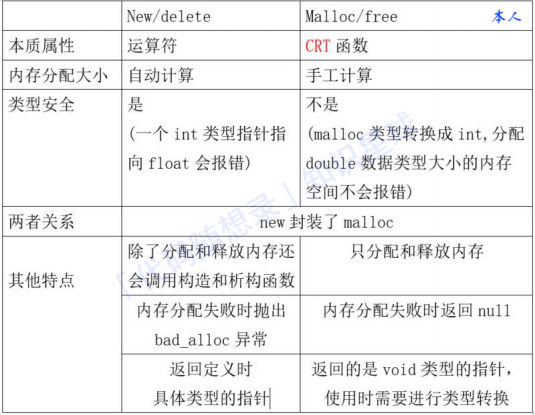 New/delete Malloc/free 本人
本质属性 运算符 CRT 函数
内存分配大小 自动计算 手工计算
类型安全 是 不是
(一个 int 类型指针指 (malloc 类型转换成 int,分配
向 float 会报错) double 数据类型大小的内存
空间不会报错)
两者关系 new 封装了 malloc
除了分配和释放内存还 只分配和释放内存
其他特点 会调用构造和析构函数
内存分配失败时抛出 内存分配失败时返回 null
bad_alloc 异常
返回定义时 返回的是 void 类型的指针，
具体类型的指针 使用时需要进行类型转换
「代码随想录」知识星球